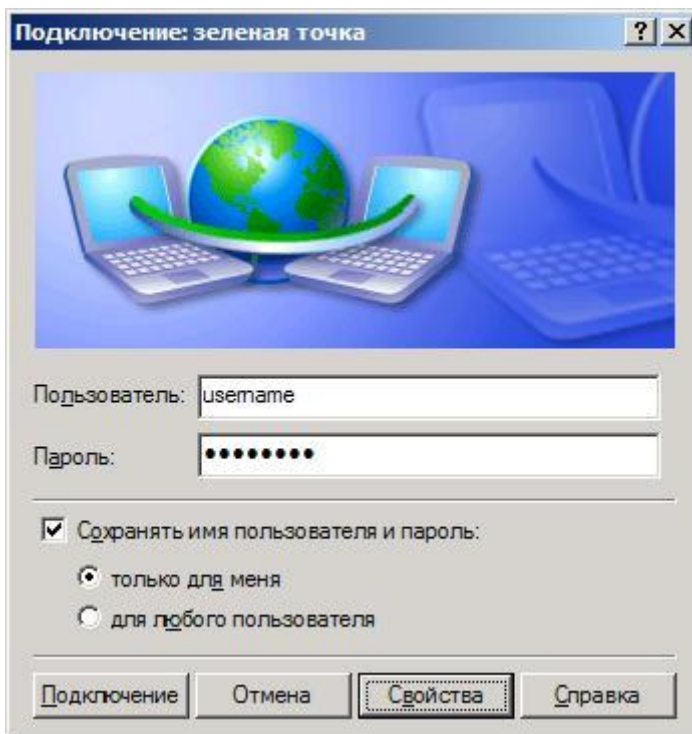 Подключение: зеленая точка
Пользователь: username
Пароль: ••••••••
Сохранять имя пользователя и пароль:
только для меня
для любого пользователя
Подключение Отмена Свойства Справка